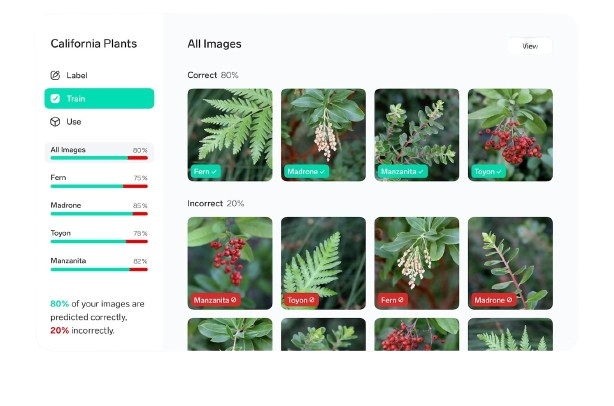 California Plants
Label
Train
Use
All Images 80%
Fern 75%
Madrone 85%
Toyon 78%
Manzanita 82%
80% of your images are
predicted correctly,
20% incorrectly.
All Images
View
Correct 80%
Fern ✓
Madrone ✓
Manzanita ✓
Toyon ✓
Incorrect 20%
Manzanita
Toyon
Fern
Madrone